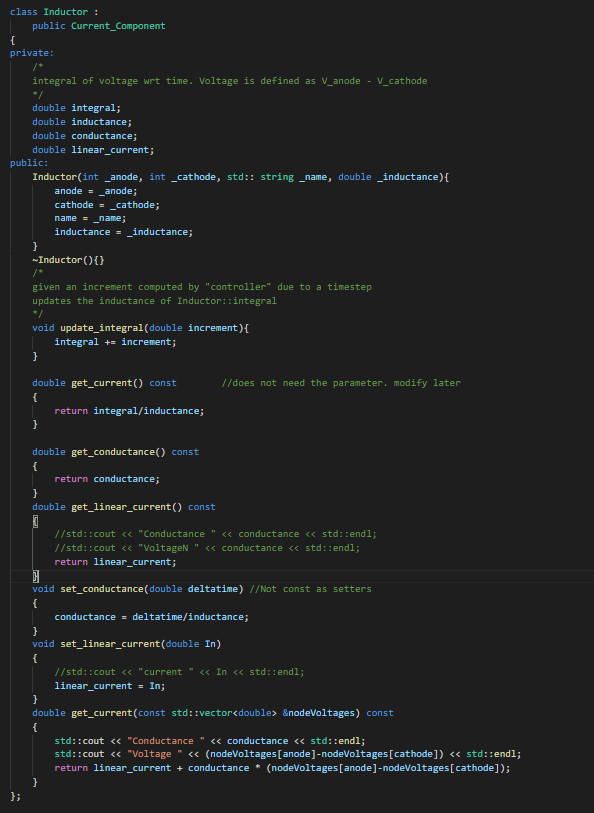 class Inductor :
    public Current_Component
{
private:
    /*
    integral of voltage wrt time. Voltage is defined as V_anode - V_cathode
    */
    double integral;
    double inductance;
    double conductance;
    double linear_current;
public:
    Inductor(int _anode, int _cathode, std:: string _name, double _inductance){
        anode = _anode;
        cathode = _cathode;
        name = _name;
        inductance = _inductance;
    }
    ~Inductor(){}
    /*
    given an increment computed by "controller" due to a timestep
    updates the inductance of Inductor::integral
    */
    void update_integral(double increment){
        integral += increment;
    }

    double get_current() const        //does not need the parameter. modify later
    {
        return integral/inductance;
    }

    double get_conductance() const
    {
        return conductance;
    }
    double get_linear_current() const
    {
        //std::cout << "Conductance " << conductance << std::endl;
        //std::cout << "VoltageN " << conductance << std::endl;
        return linear_current;
    }
    void set_conductance(double deltatime) //Not const as setters
    {
        conductance = deltatime/inductance;
    }
    void set_linear_current(double In)
    {
        //std::cout << "current " << In << std::endl;
        linear_current = In;
    }
    double get_current(const std::vector<double> &nodeVoltages) const
    {
        std::cout << "Conductance " << conductance << std::endl;
        std::cout << "Voltage " << (nodeVoltages[anode]-nodeVoltages[cathode]) << std::endl;
        return linear_current + conductance * (nodeVoltages[anode]-nodeVoltages[cathode]);
    }
};